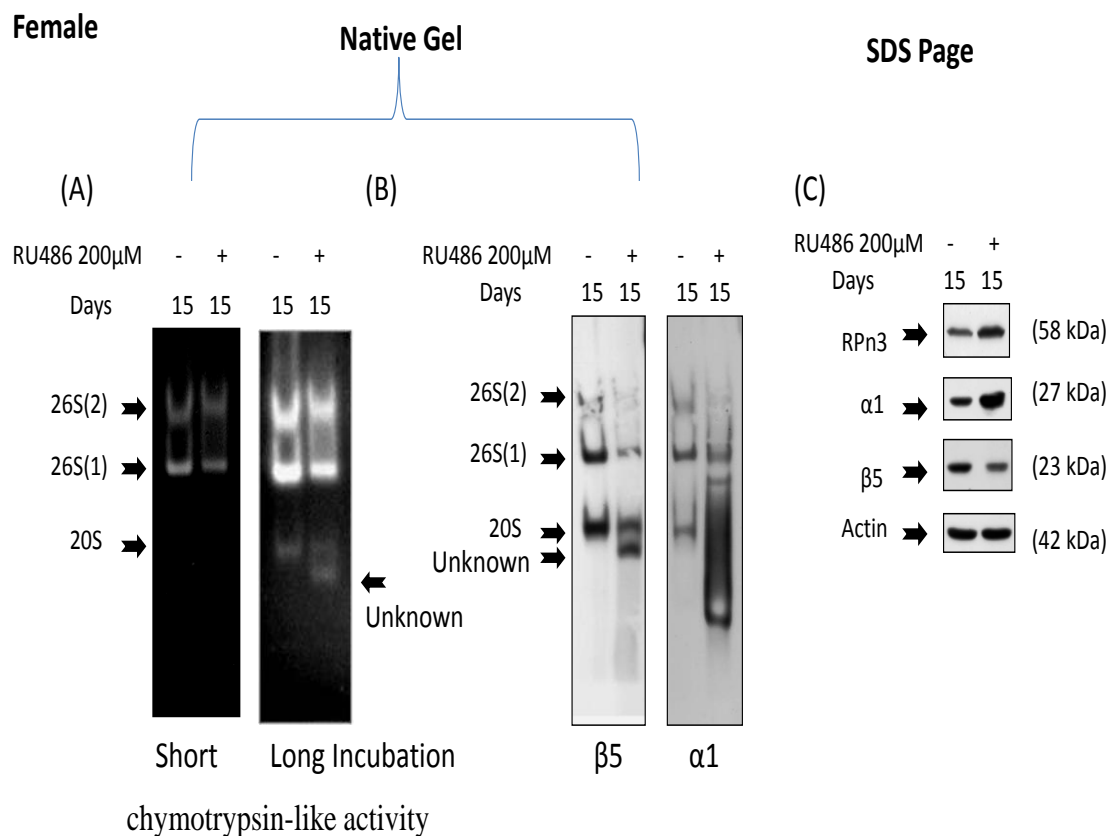 Female
Native Gel
SDS Page
(A)
(B)
(C)
RU486 200µM - + +
Days 15 15 15 15
26S(2)
26S(1)
20S
Unknown
Short
Long Incubation
chymotrypsin-like activity
RU486 200µM - + - +
Days 15 15 15 15
26S(2)
26S(1)
20S
Unknown
β5
α1
RU486 200µM - +
Days 15 15
RPn3 (58 kDa)
α1 (27 kDa)
β5 (23 kDa)
Actin (42 kDa)